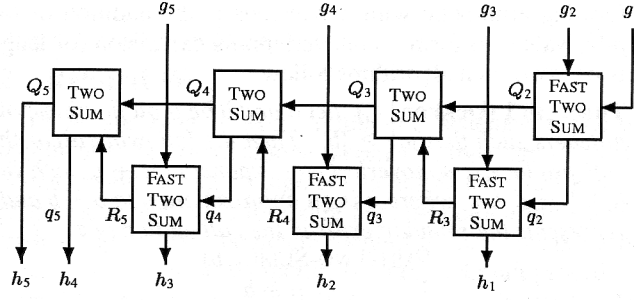 g₅ g₄ g₃ g₂ g
Q₅ TWO SUM Q₄ TWO SUM Q₃ TWO SUM Q₂ FAST TWO SUM
q₅ R₅ FAST TWO SUM q₄ R₄ FAST TWO SUM q₃ R₃ FAST TWO SUM q₂
h₅ h₄ h₃ h₂ h₁